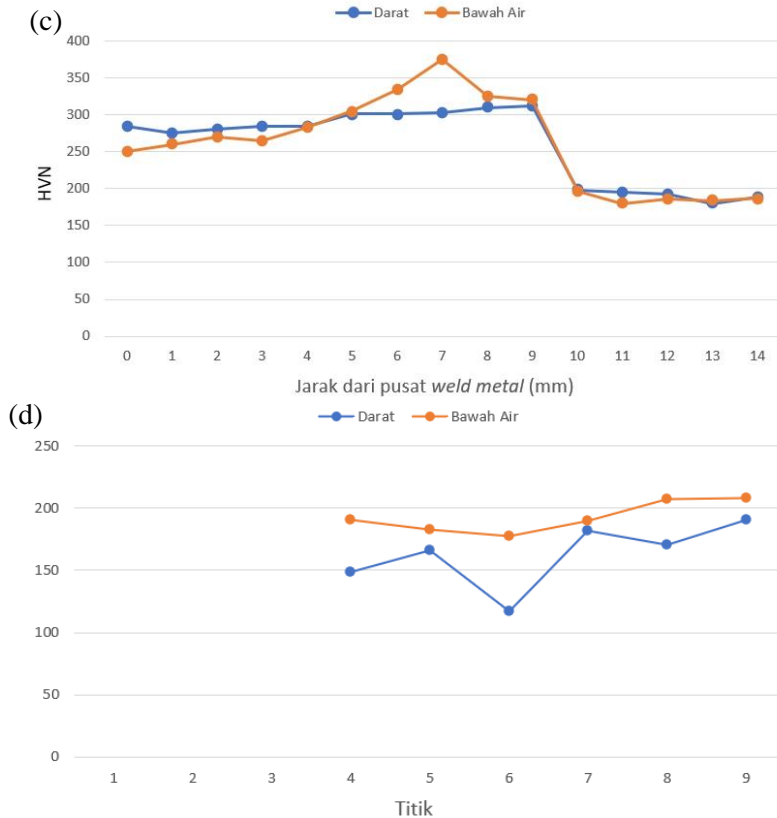 (c)
Darat Bawah Air
400
350
300
250
200
150
100
50
0
HVN
0 1 2 3 4 5 6 7 8 9 10 11 12 13 14
Jarak dari pusat weld metal (mm)
(d)
Darat Bawah Air
250
200
150
100
50
0
1 2 3 4 5 6 7 8 9
Titik